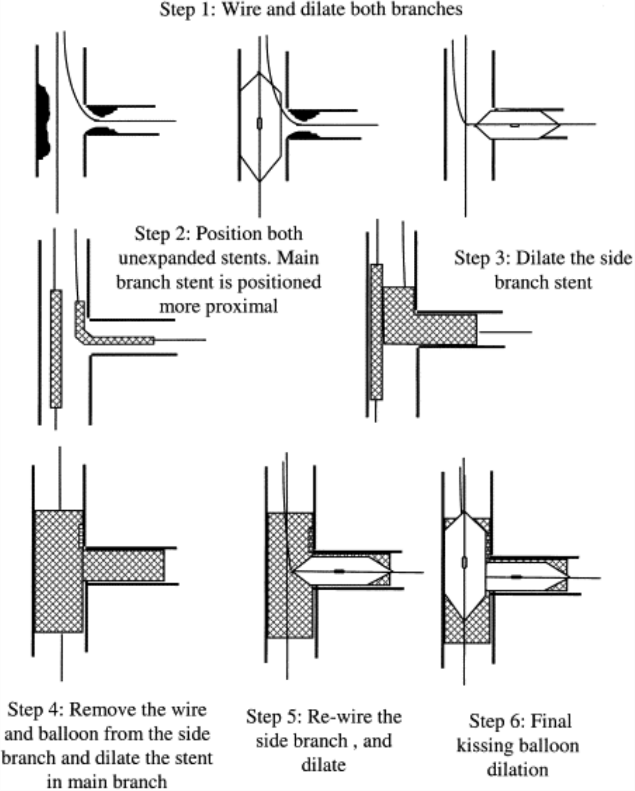 Step 1: Wire and dilate both branches
Step 2: Position both
unexpanded stents. Main
branch stent is positioned
more proximal
Step 3: Dilate the side
branch stent
Step 4: Remove the wire
and balloon from the side
branch and dilate the stent
in main branch
Step 5: Re-wire the
side branch , and
dilate
Step 6: Final
kissing balloon
dilation